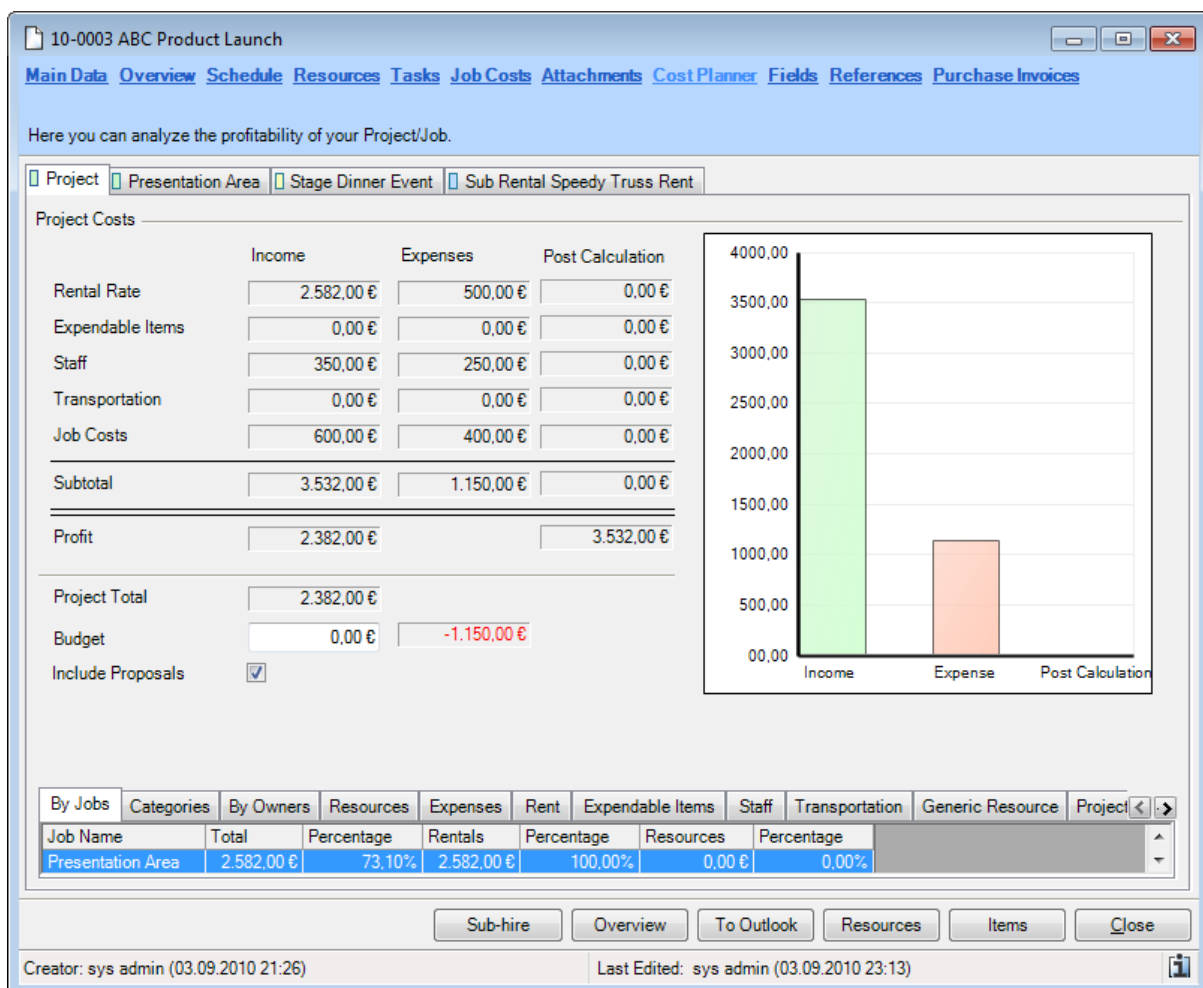 10-0003 ABC Product Launch
Main Data Overview Schedule Resources Tasks Job Costs Attachments Cost Planner Fields References Purchase Invoices
Here you can analyze the profitability of your Project/Job.
Project Presentation Area Stage Dinner Event Sub Rental Speedy Truss Rent
Project Costs
Income Expenses Post Calculation
Rental Rate 2.582,00 € 500,00 € 0,00 €
Expendable Items 0,00 € 0,00 € 0,00 €
Staff 350,00 € 250,00 € 0,00 €
Transportation 0,00 € 0,00 € 0,00 €
Job Costs 600,00 € 400,00 € 0,00 €
Subtotal 3.532,00 € 1.150,00 € 0,00 €
Profit 2.382,00 € 3.532,00 €
Project Total 2.382,00 €
Budget 0,00 € -1.150,00 €
Include Proposals
4000,00
3500,00
3000,00
2500,00
2000,00
1500,00
1000,00
500,00
00,00
Income Expense Post Calculation
By Jobs Categories By Owners Resources Expenses Rent Expendable Items Staff Transportation Generic Resource Project
Job Name Total Percentage Rentals Percentage Resources Percentage
Presentation Area 2.582,00 € 73,10% 2.582,00 € 100,00% 0,00 € 0,00%
Sub-hire Overview To Outlook Resources Items Close
Creator: sys admin (03.09.2010 21:26) Last Edited: sys admin (03.09.2010 23:13)